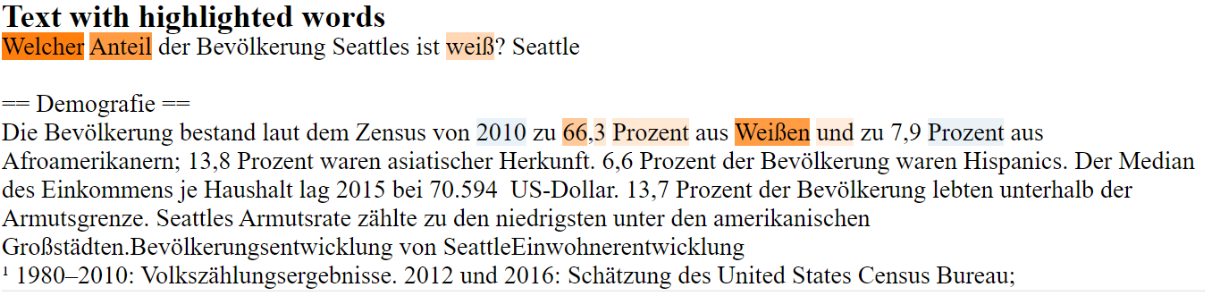 Text with highlighted words
Welcher Anteil der Bevölkerung Seattles ist weiß? Seattle
== Demografie ==
Die Bevölkerung bestand laut dem Zensus von 2010 zu 66,3 Prozent aus Weißen und zu 7,9 Prozent aus
Afroamerikanern; 13,8 Prozent waren asiatischer Herkunft. 6,6 Prozent der Bevölkerung waren Hispanics. Der Median
des Einkommens je Haushalt lag 2015 bei 70.594 US-Dollar. 13,7 Prozent der Bevölkerung lebten unterhalb der
Armutsgrenze. Seattles Armutsrate zählte zu den niedrigsten unter den amerikanischen
Großstädten.Bevölkerungsentwicklung von SeattleEinwohnerentwicklung
¹ 1980–2010: Volkszählungsergebnisse. 2012 und 2016: Schätzung des United States Census Bureau;